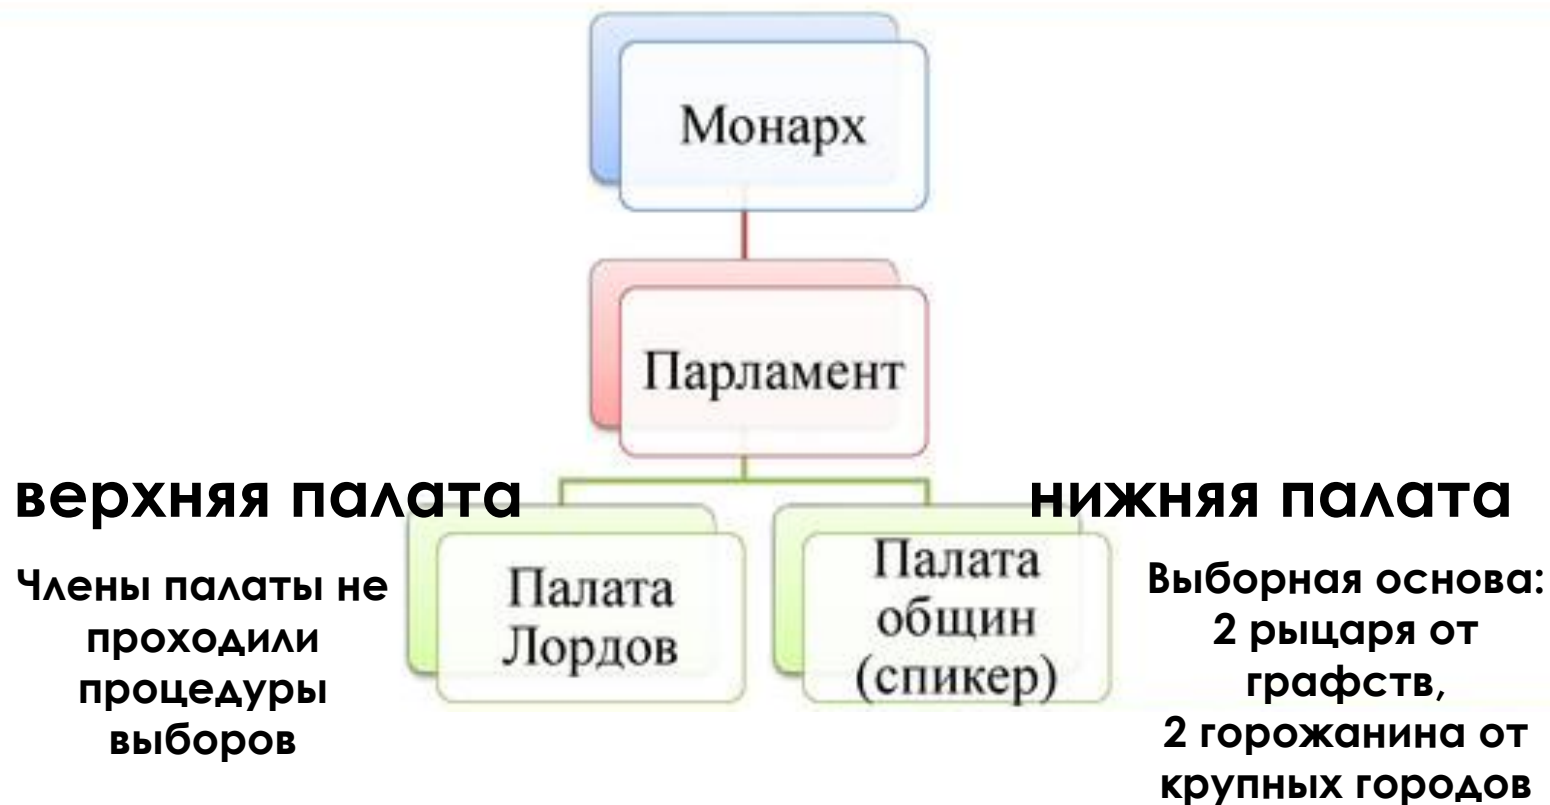 Монарх
Парламент
верхняя палата
нижняя палата
Члены палаты не
проходили
процедуры
выборов
Палата
Лордов
Палата
общин
(спикер)
Выборная основа:
2 рыцаря от
графств,
2 горожанина от
крупных городов